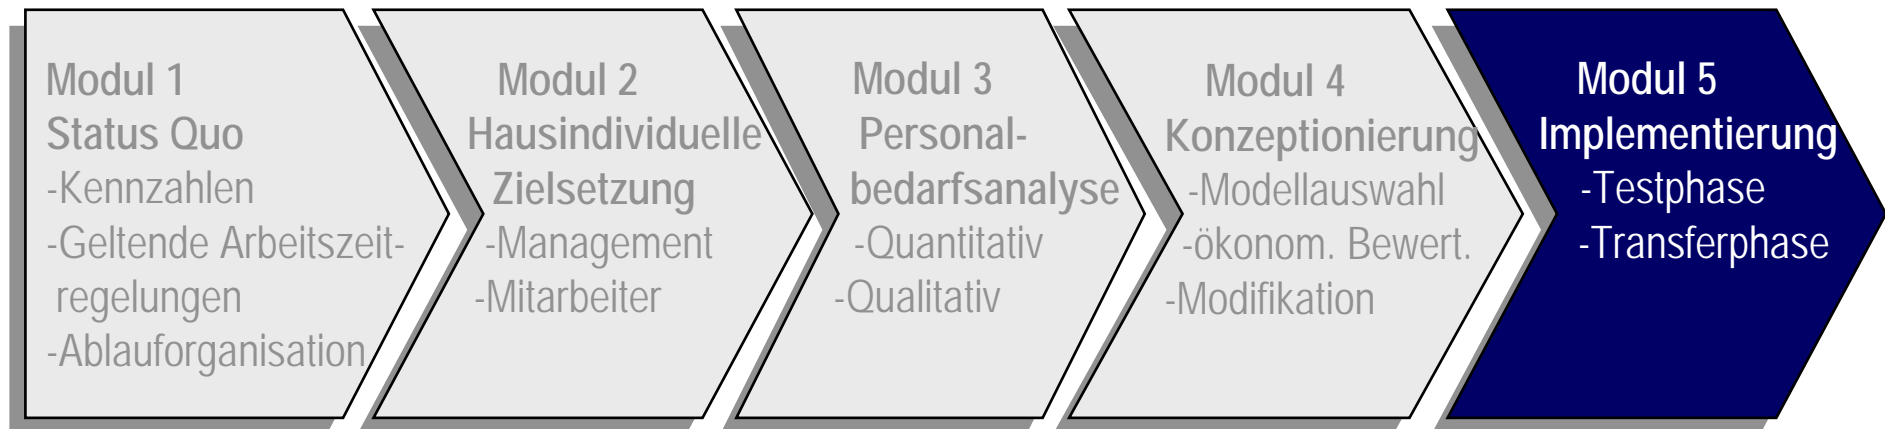 Modul 1
Status Quo
-Kennzahlen
-Geltende Arbeitszeit-
regelungen
-Ablauforganisation
Modul 2
Hausindividuelle
Zielsetzung
-Management
-Mitarbeiter
Modul 3
Personal-
bedarfsanalyse
-Quantitativ
-Qualitativ
Modul 4
Konzeptionierung
-Modellauswahl
-ökonom. Bewert.
-Modifikation
Modul 5
Implementierung
-Testphase
-Transferphase